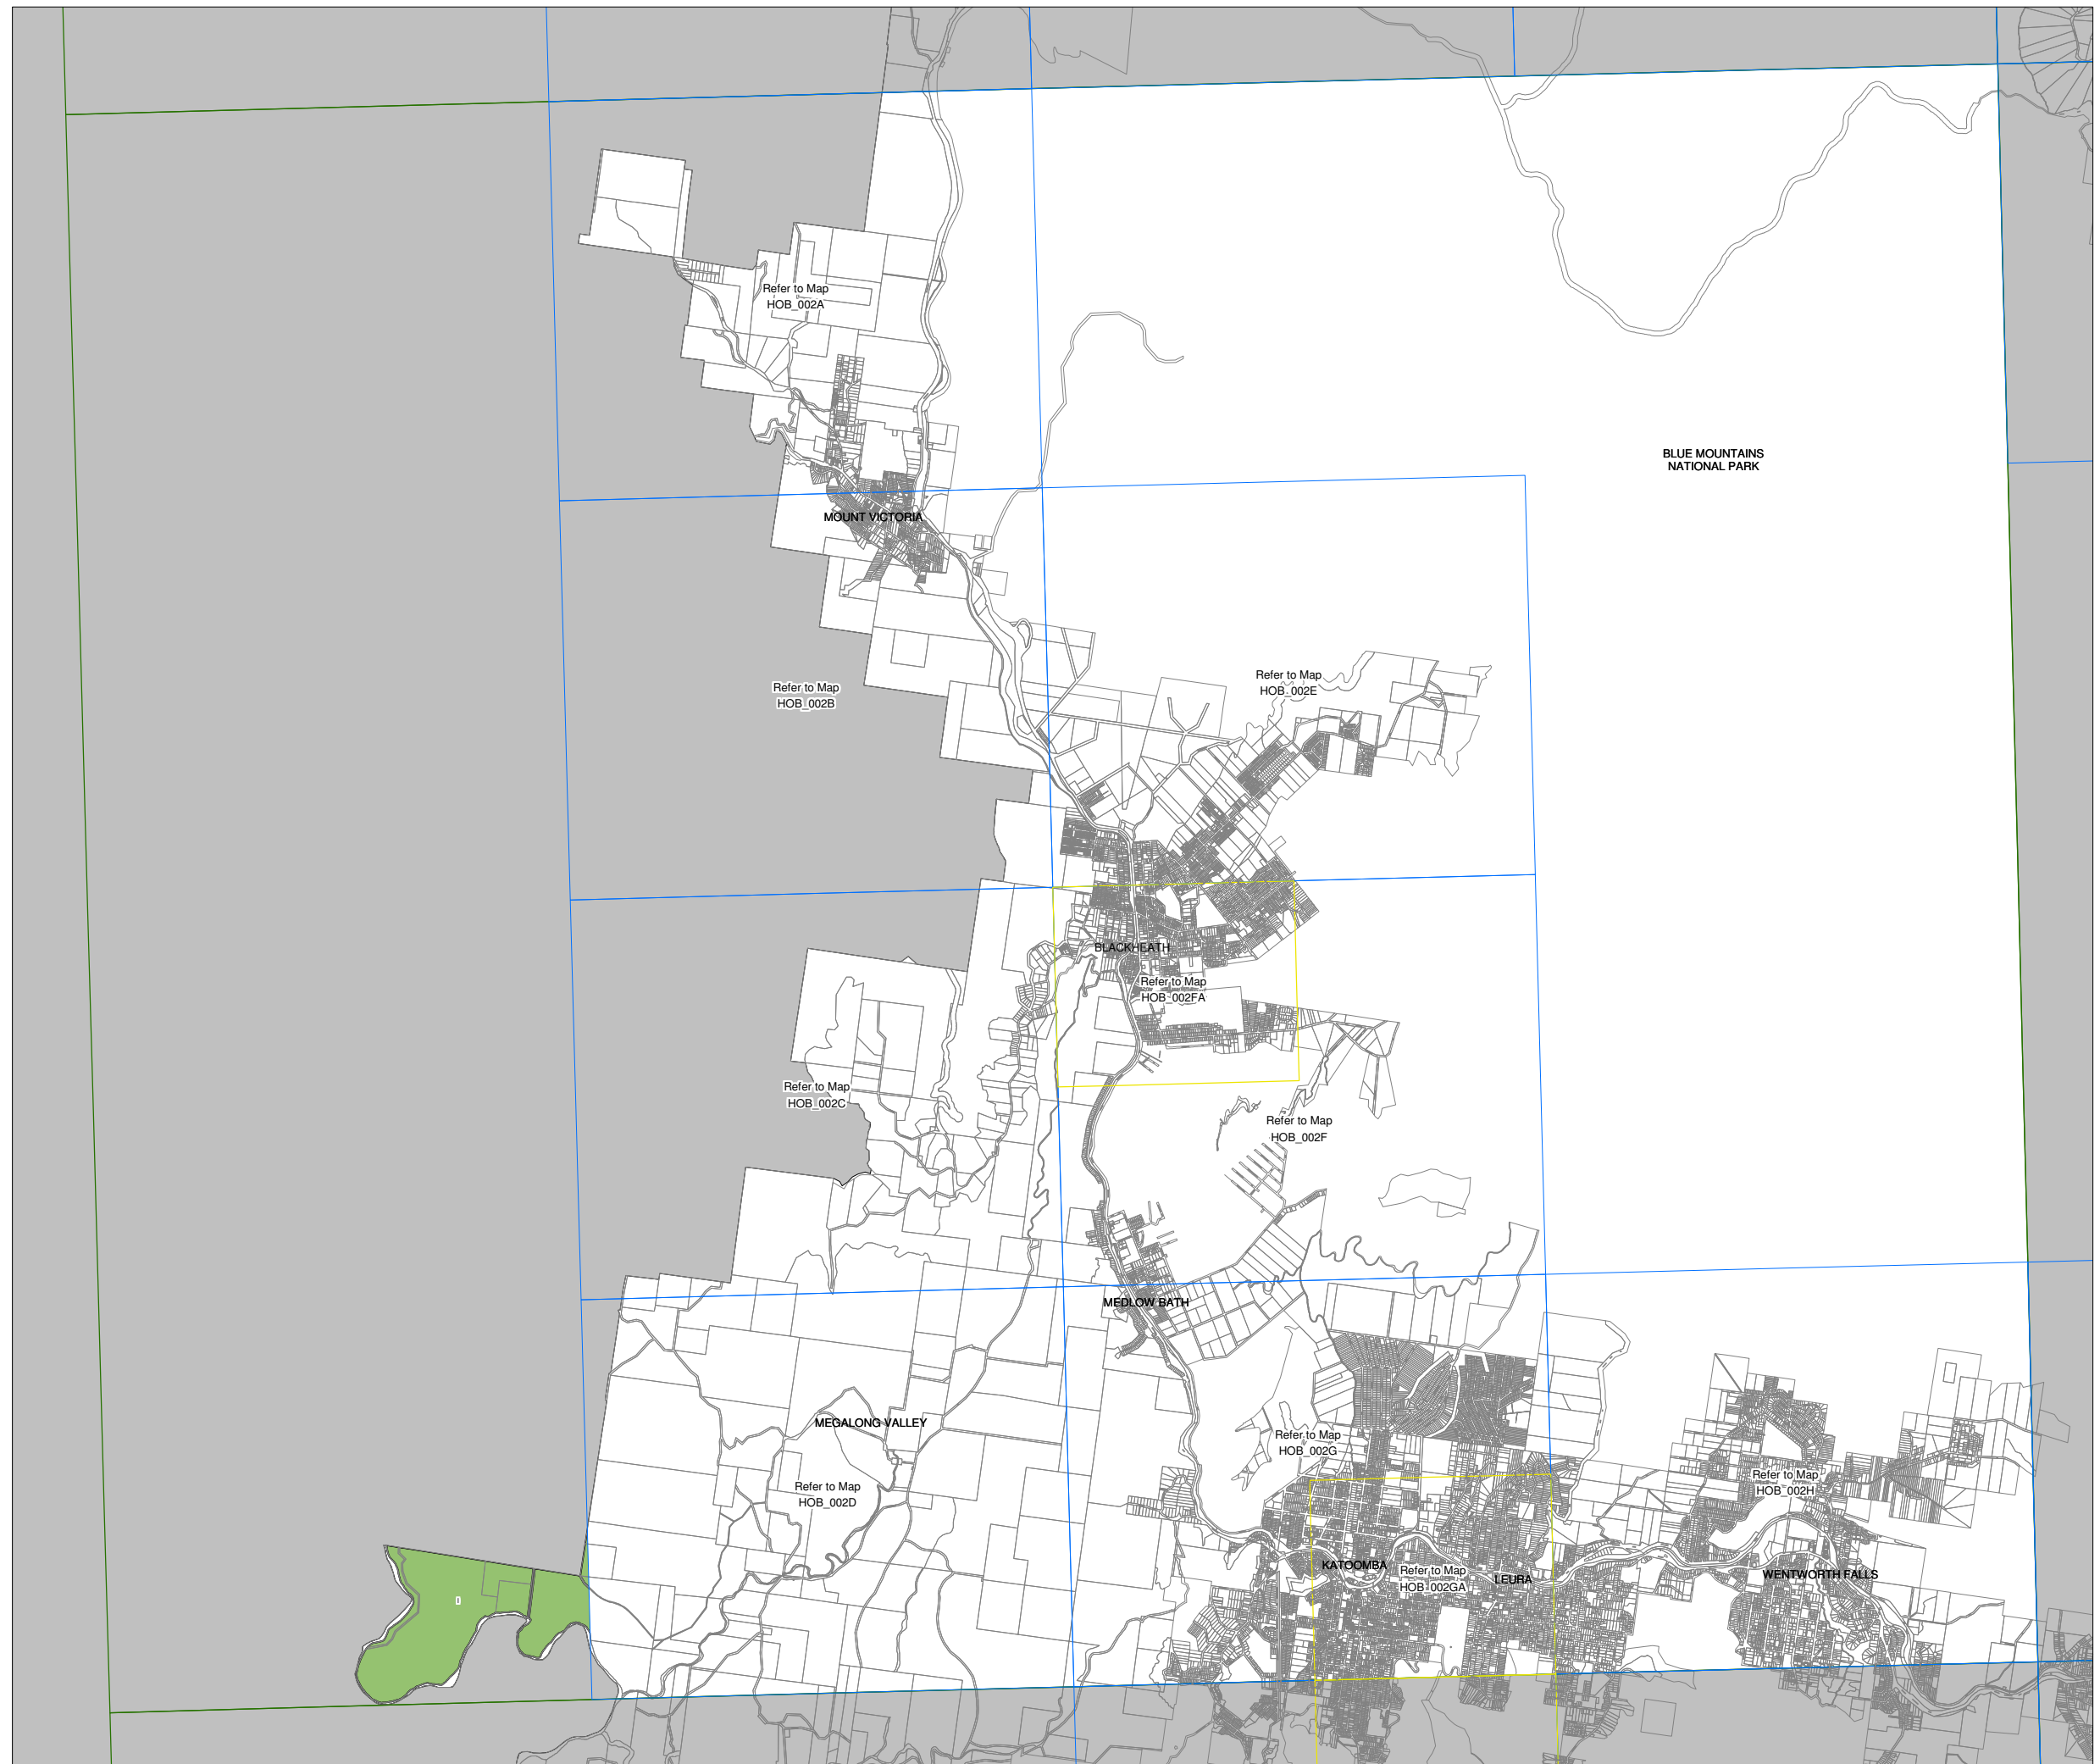 Refer to Map
HOB_002A
BLUE MOUNTAINS
NATIONAL PARK
MOUNT VICTORIA
Refer to Map
HOB_002B
Refer to Map
HOB_002E
BLACKHEATH
Refer to Map
HOB_002FA
Refer to Map
HOB_002C
Refer to Map
HOB_002F
MEDLOW BATH
MEGALONG VALLEY
Refer to Map
HOB_002G
Refer to Map
HOB_002D
Refer to Map
HOB_002H
KATOOMBA
Refer to Map
HOB_002GA
LEURA
WENTWORTH FALLS
I